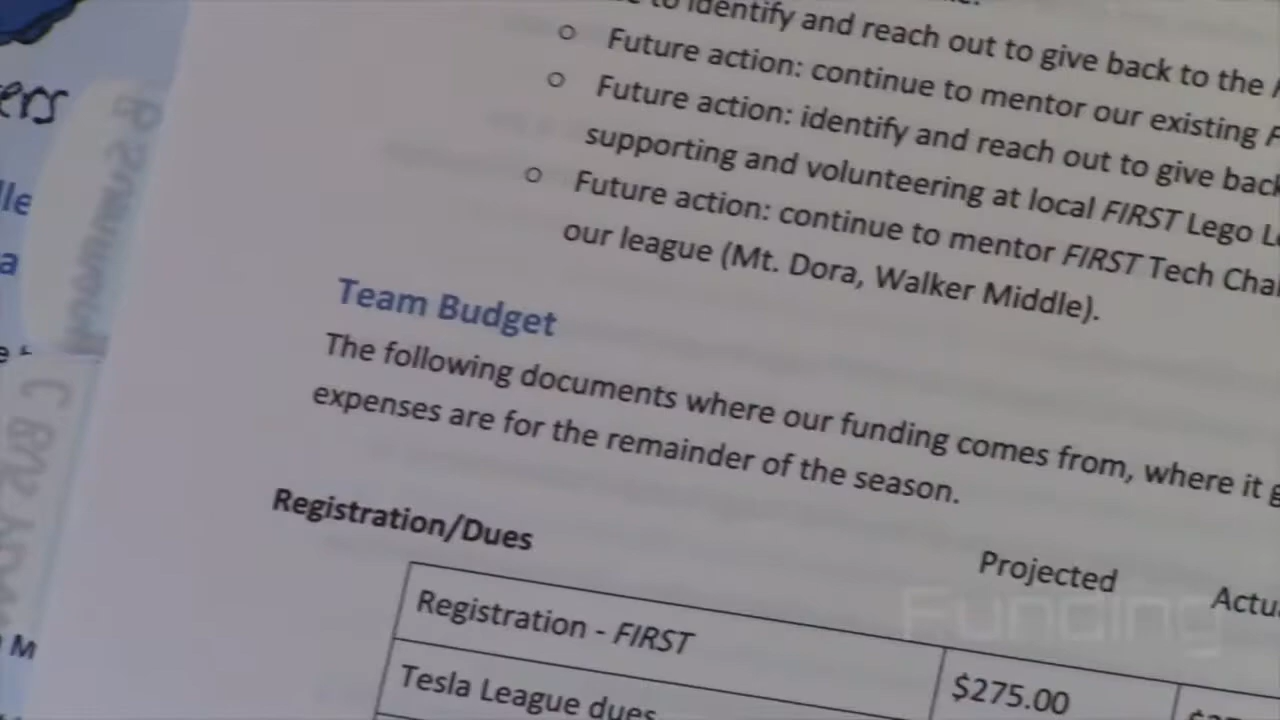 to identify and reach out to give back to the
Future action: continue to mentor our existing
Future action: identify and reach out to give back
supporting and volunteering at local FIRST Lego
Future action: continue to mentor FIRST Tech
our league (Mt. Dora, Walker Middle).
Team Budget
The following documents where our funding comes from, where it
expenses are for the remainder of the season.
Registration/Dues
Projected
Registration - FIRST
$275.00
Tesla League dues
Funding
ers
lle
a
M